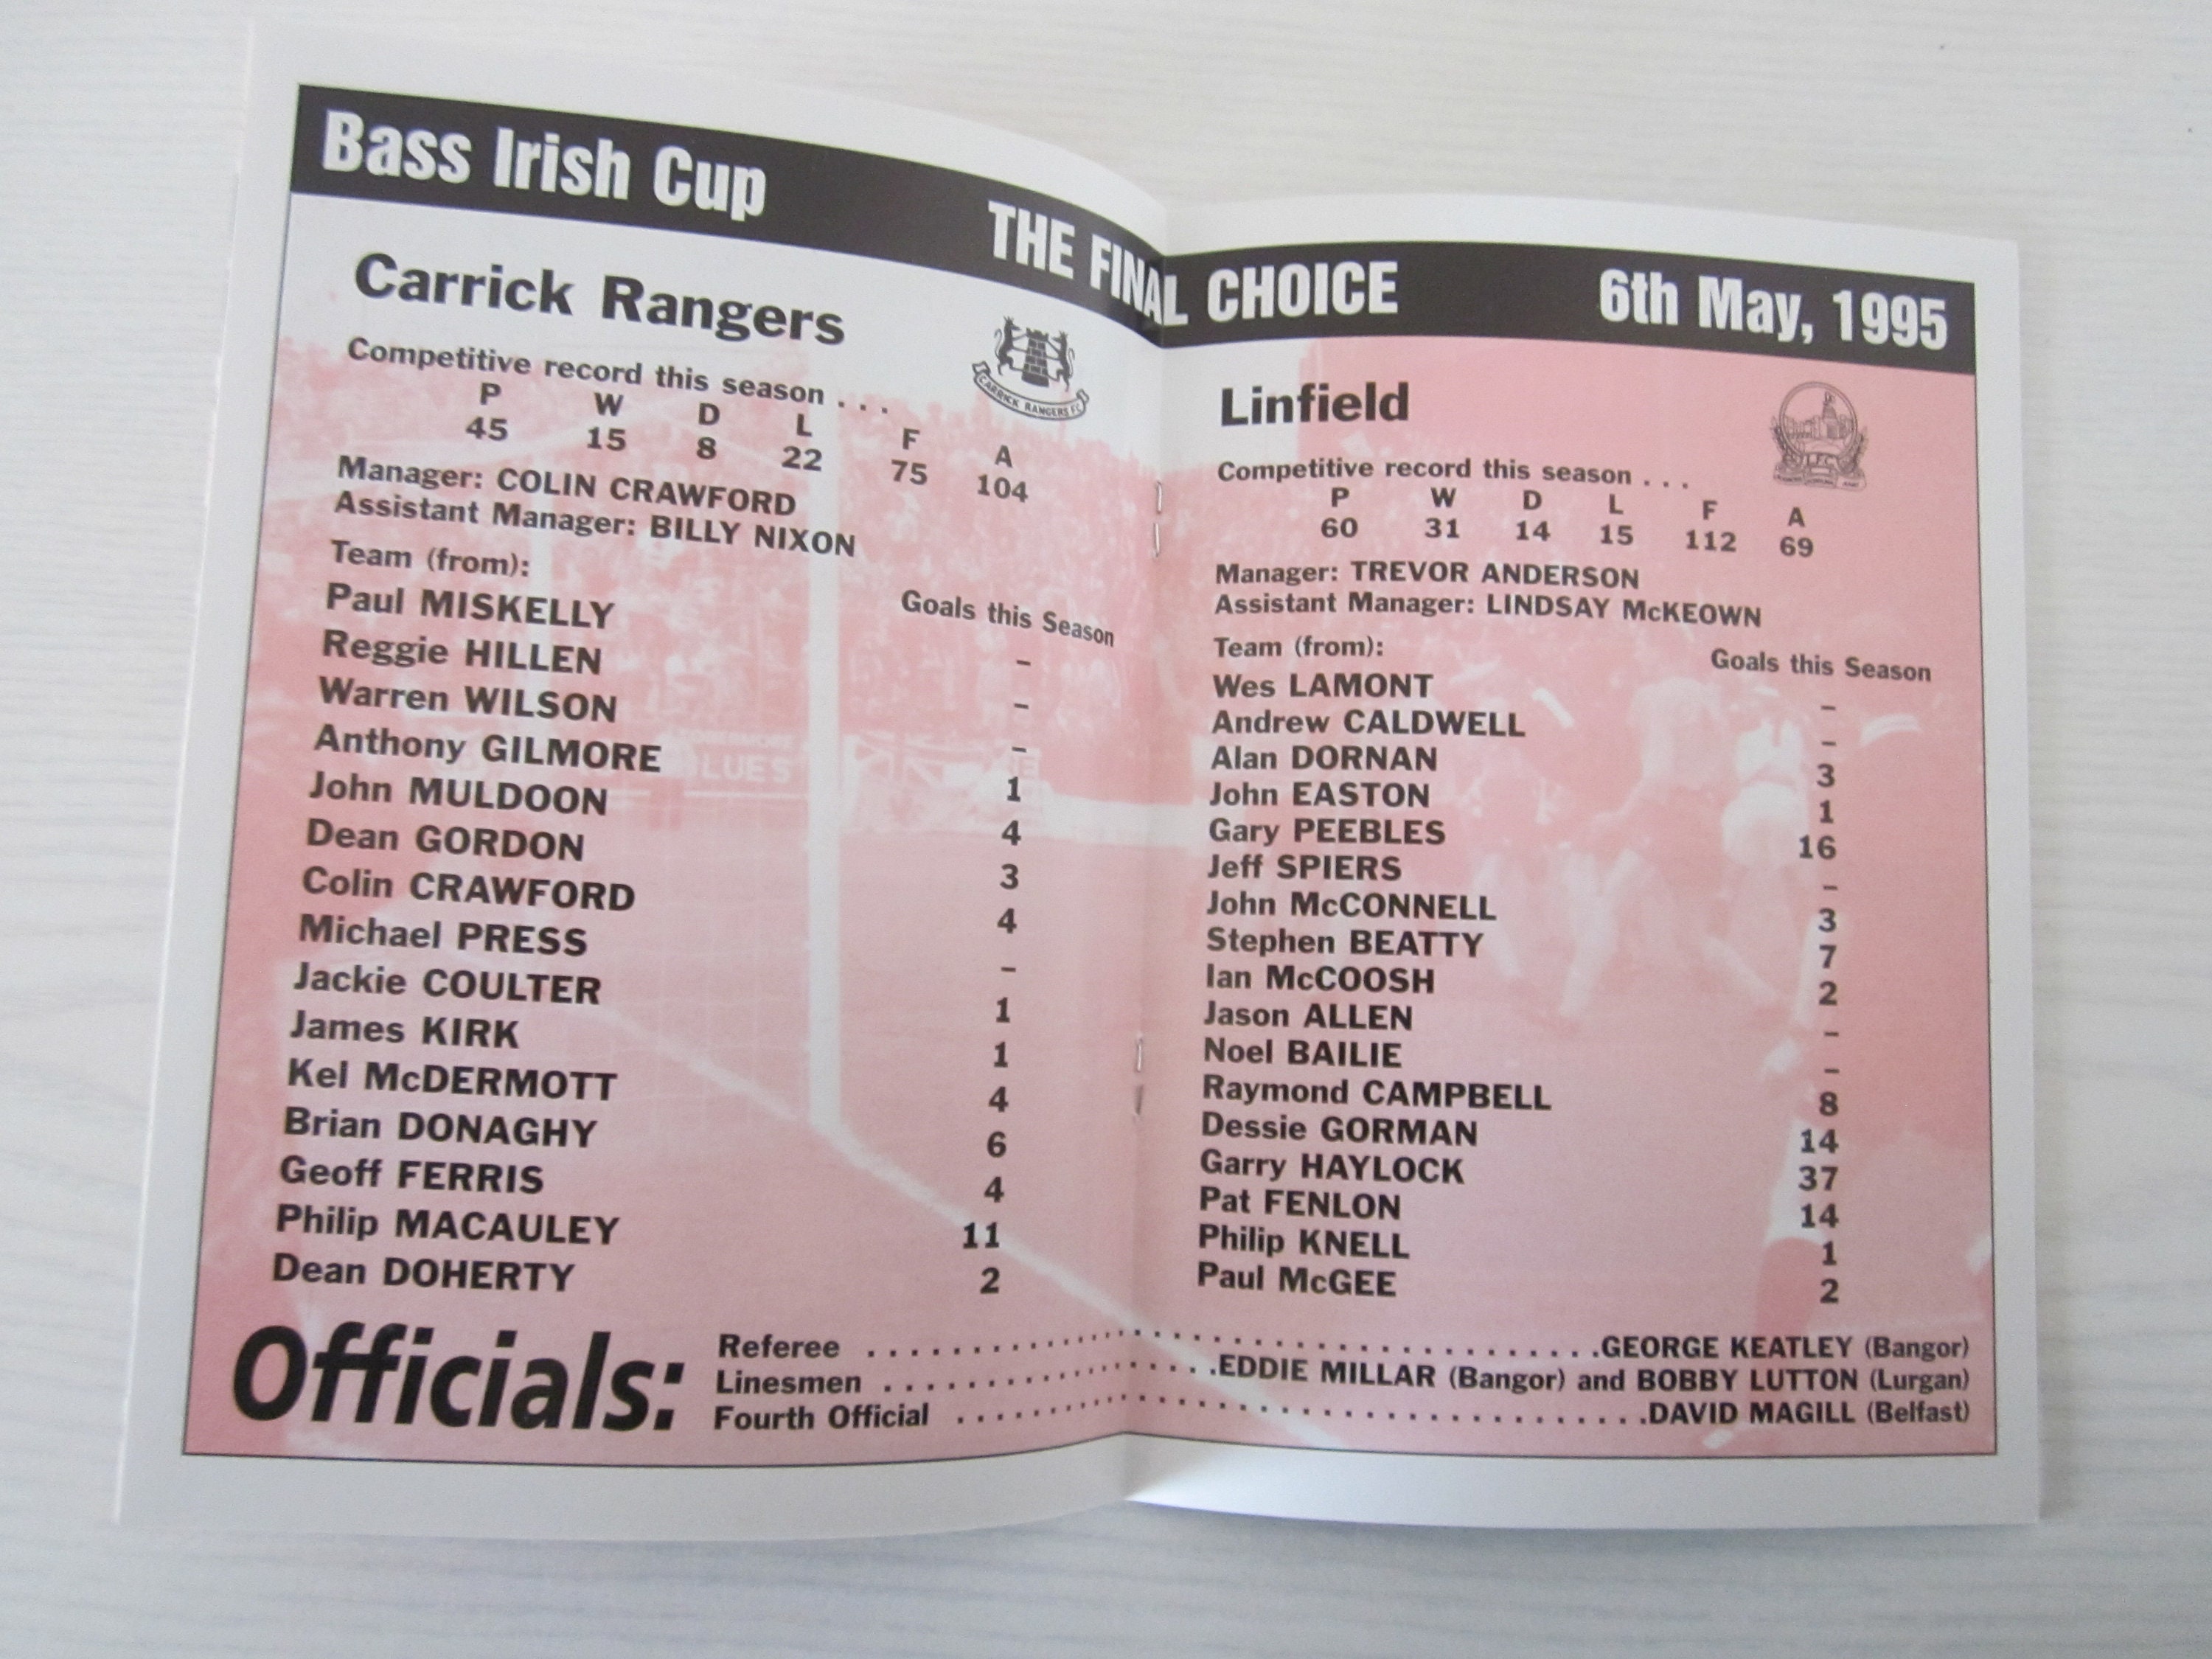 Bass Irish Cup THE FINAL CHOICE 6th May, 1995
Carrick Rangers
CARRICK RANGERS FC
Competitive record this season . . .
P W D L F A
45 15 8 22 75 104
Manager: COLIN CRAWFORD
Assistant Manager: BILLY NIXON
Team (from):
Goals this Season
Paul MISKELLY –
Reggie HILLEN –
Warren WILSON –
Anthony GILMORE 1
John MULDOON 4
Dean GORDON 3
Colin CRAWFORD 4
Michael PRESS –
Jackie COULTER 1
James KIRK 1
Kel McDERMOTT 4
Brian DONAGHY 6
Geoff FERRIS 4
Philip MACAULEY 11
Dean DOHERTY 2
BLUES
Linfield
L.F.C.
Competitive record this season . . .
P W D L F A
60 31 14 15 112 69
Manager: TREVOR ANDERSON
Assistant Manager: LINDSAY McKEOWN
Team (from):
Goals this Season
Wes LAMONT –
Andrew CALDWELL –
Alan DORNAN 3
John EASTON 1
Gary PEEBLES 16
Jeff SPIERS –
John McCONNELL 3
Stephen BEATTY 7
Ian McCOOSH 2
Jason ALLEN –
Noel BAILIE –
Raymond CAMPBELL 8
Dessie GORMAN 14
Garry HAYLOCK 37
Pat FENLON 14
Philip KNELL 1
Paul McGEE 2
Officials:
Referee . . . . . . . . . . GEORGE KEATLEY (Bangor)
Linesmen . . . . . . . . . . EDDIE MILLAR (Bangor) and BOBBY LUTTON (Lurgan)
Fourth Official . . . . . . . . . . DAVID MAGILL (Belfast)